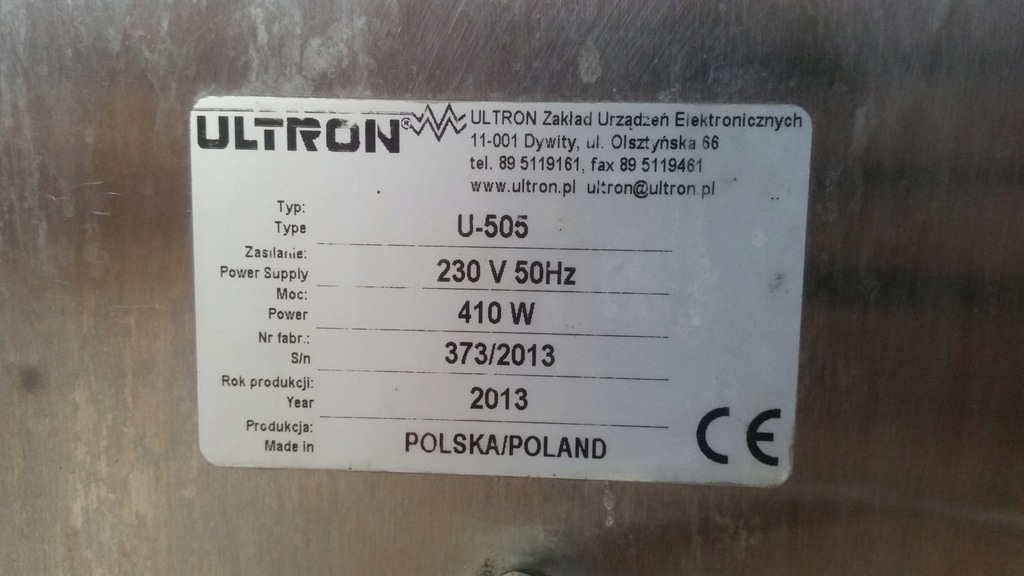 ULTRON® ULTRON Zakład Urządzeń Elektronicznych
11-001 Dywity, ul. Olsztyńska 66
tel. 89 5119161, fax 89 5119461
www.ultron.pl ultron@ultron.pl
Typ:
Type U-505
Zasilanie:
Power Supply 230 V 50Hz
Moc:
Power 410 W
Nr fabr.:
S/n 373/2013
Rok produkcji:
Year 2013
Produkcja:
Made in POLSKA/POLAND
CE